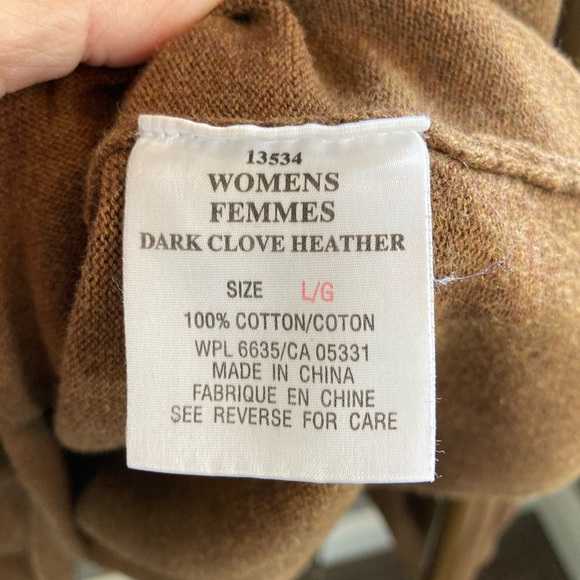 13534
WOMENS
FEMMES
DARK CLOVE HEATHER
SIZE L/G
100% COTTON/COTON
WPL 6635/CA 05331
MADE IN CHINA
FABRIQUE EN CHINE
SEE REVERSE FOR CARE